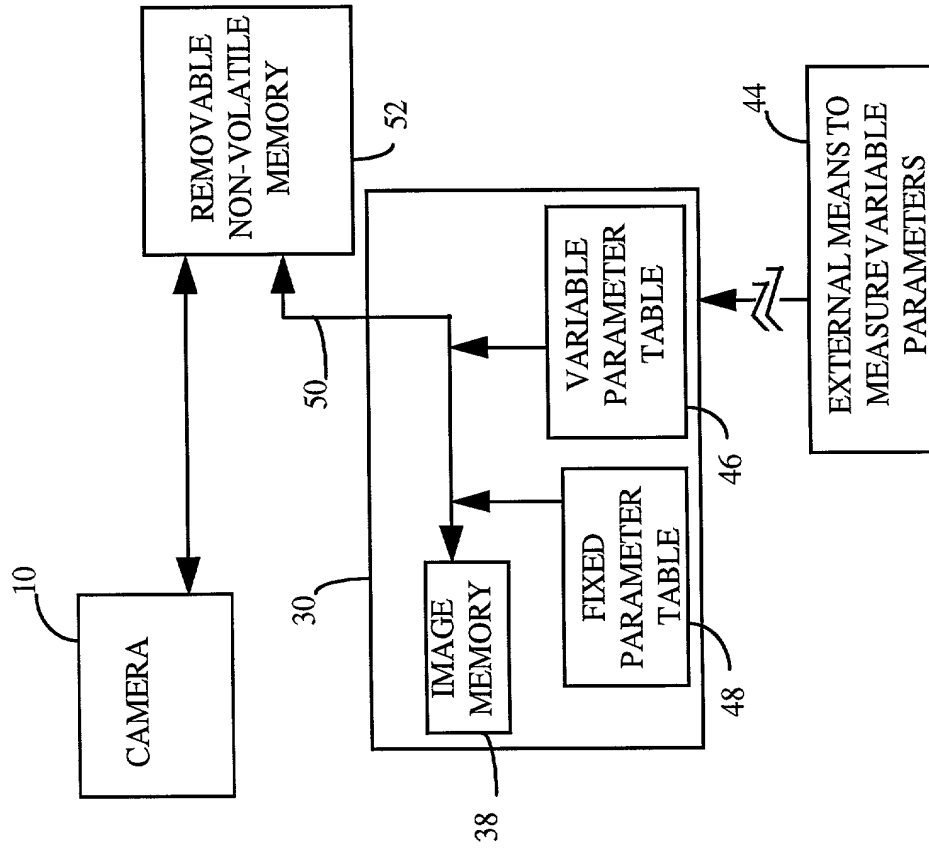 10
CAMERA
REMOVABLE
NON-VOLATILE
MEMORY
52
50
30
IMAGE
MEMORY
38
FIXED
PARAMETER
TABLE
48
VARIABLE
PARAMETER
TABLE
46
44
EXTERNAL MEANS TO
MEASURE VARIABLE
PARAMETERS